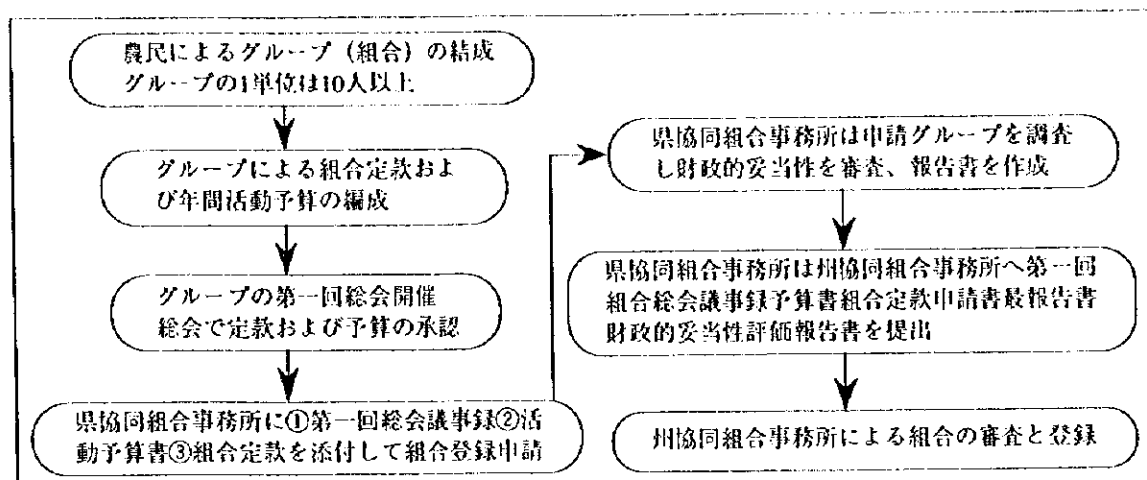 農民によるグループ（組合）の結成
グループの1単位は10人以上
グループによる組合定款およ
び年間活動予算の編成
グループの第一回総会開催
総会で定款および予算の承認
県協同組合事務所に①第一回総会議事録②活
動予算書③組合定款を添付して組合登録申請
県協同組合事務所は申請グループを調査
し財政的妥当性を審査、報告書を作成
県協同組合事務所は州協同組合事務所へ第一回
組合総会議事録予算書組合定款申請書最報告書
財政的妥当性評価報告書を提出
州協同組合事務所による組合の審査と登録